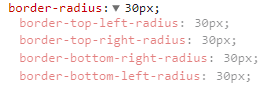 border-radius:▼ 30px;
border-top-left-radius: 30px;
border-top-right-radius: 30px;
border-bottom-right-radius: 30px;
border-bottom-left-radius: 30px;